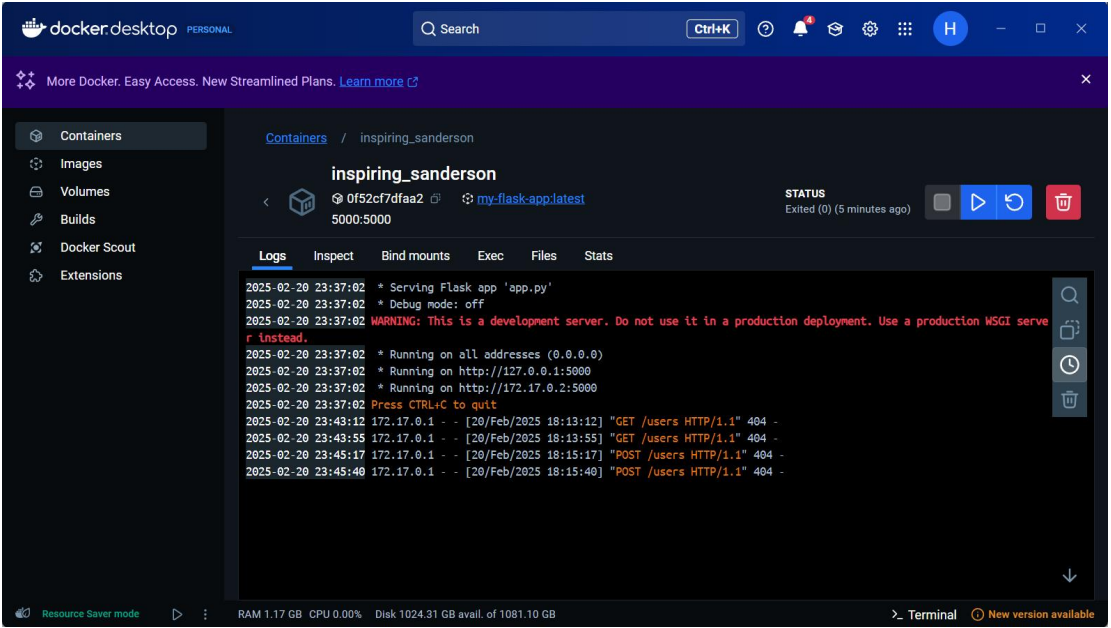 docker.desktop PERSONAL
Search
Ctrl+K
4
H
More Docker. Easy Access. New Streamlined Plans. Learn more
Containers
Images
Volumes
Builds
Docker Scout
Extensions
Containers / inspiring_sanderson
inspiring_sanderson
0f52cf7dfaa2 my-flask-app:latest
5000:5000
STATUS
Exited (0) (5 minutes ago)
Logs Inspect Bind mounts Exec Files Stats
2025-02-20 23:37:02 * Serving Flask app 'app.py'
2025-02-20 23:37:02 * Debug mode: off
2025-02-20 23:37:02 WARNING: This is a development server. Do not use it in a production deployment. Use a production WSGI serve
r instead.
2025-02-20 23:37:02 * Running on all addresses (0.0.0.0)
2025-02-20 23:37:02 * Running on http://127.0.0.1:5000
2025-02-20 23:37:02 * Running on http://172.17.0.2:5000
2025-02-20 23:37:02 Press CTRL+C to quit
2025-02-20 23:43:12 172.17.0.1 - - [20/Feb/2025 18:13:12] "GET /users HTTP/1.1" 404 -
2025-02-20 23:43:55 172.17.0.1 - - [20/Feb/2025 18:13:55] "GET /users HTTP/1.1" 404 -
2025-02-20 23:45:17 172.17.0.1 - - [20/Feb/2025 18:15:17] "POST /users HTTP/1.1" 404 -
2025-02-20 23:45:40 172.17.0.1 - - [20/Feb/2025 18:15:40] "POST /users HTTP/1.1" 404 -
Resource Saver mode
RAM 1.17 GB CPU 0.00% Disk 1024.31 GB avail. of 1081.10 GB
>_ Terminal
New version available